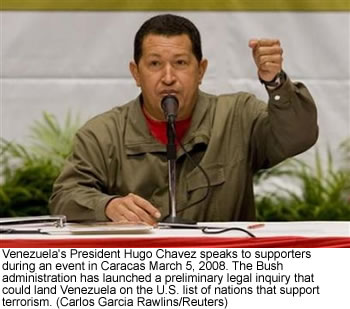 Venezuela's President Hugo Chavez speaks to supporters
during an event in Caracas March 5, 2008. The Bush
administration has launched a preliminary legal inquiry that
could land Venezuela on the U.S. list of nations that support
terrorism. (Carlos Garcia Rawlins/Reuters)